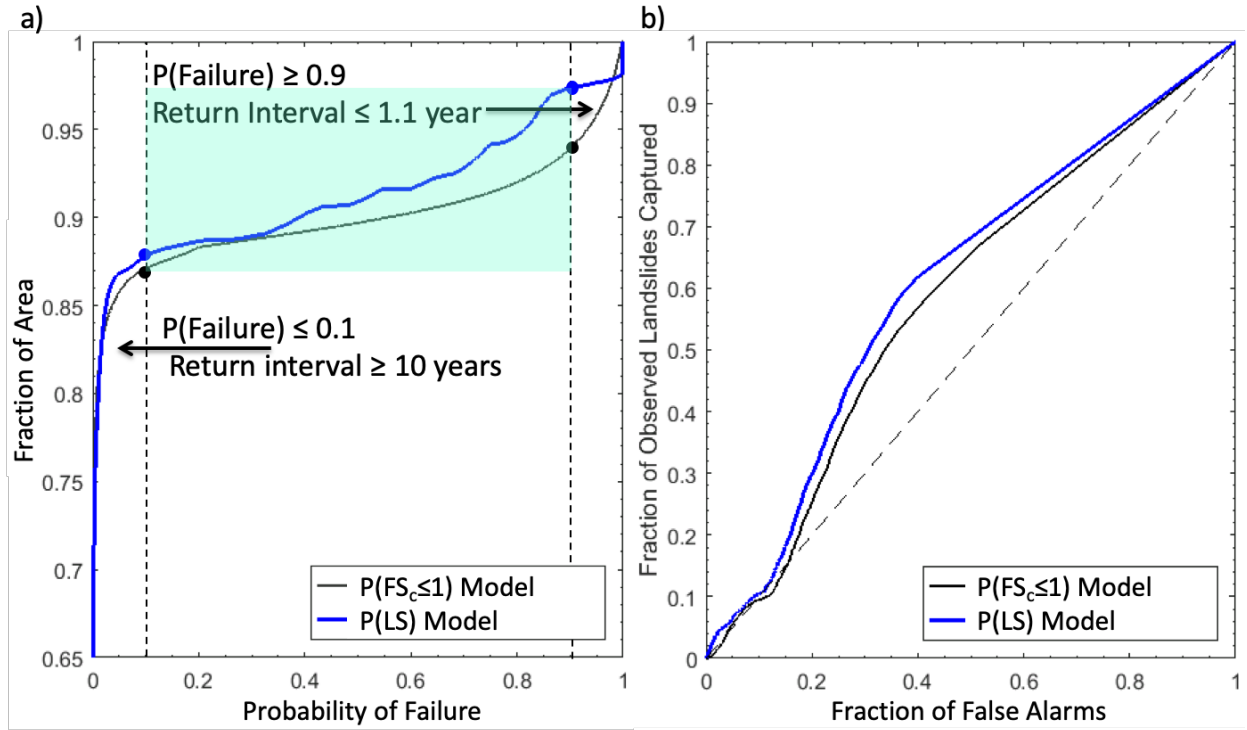 a)
P(Failure) ≥ 0.9
Return Interval ≤ 1.1 year
P(Failure) ≤ 0.1
Return interval ≥ 10 years
1
0.95
0.9
0.85
0.8
0.75
0.7
0.65
Fraction of Area
P(FSc≤1) Model
P(LS) Model
0 0.2 0.4 0.6 0.8 1
Probability of Failure
b)
1
0.9
0.8
0.7
0.6
0.5
0.4
0.3
0.2
0.1
0
Fraction of Observed Landslides Captured
P(FSc≤1) Model
P(LS) Model
0 0.2 0.4 0.6 0.8 1
Fraction of False Alarms